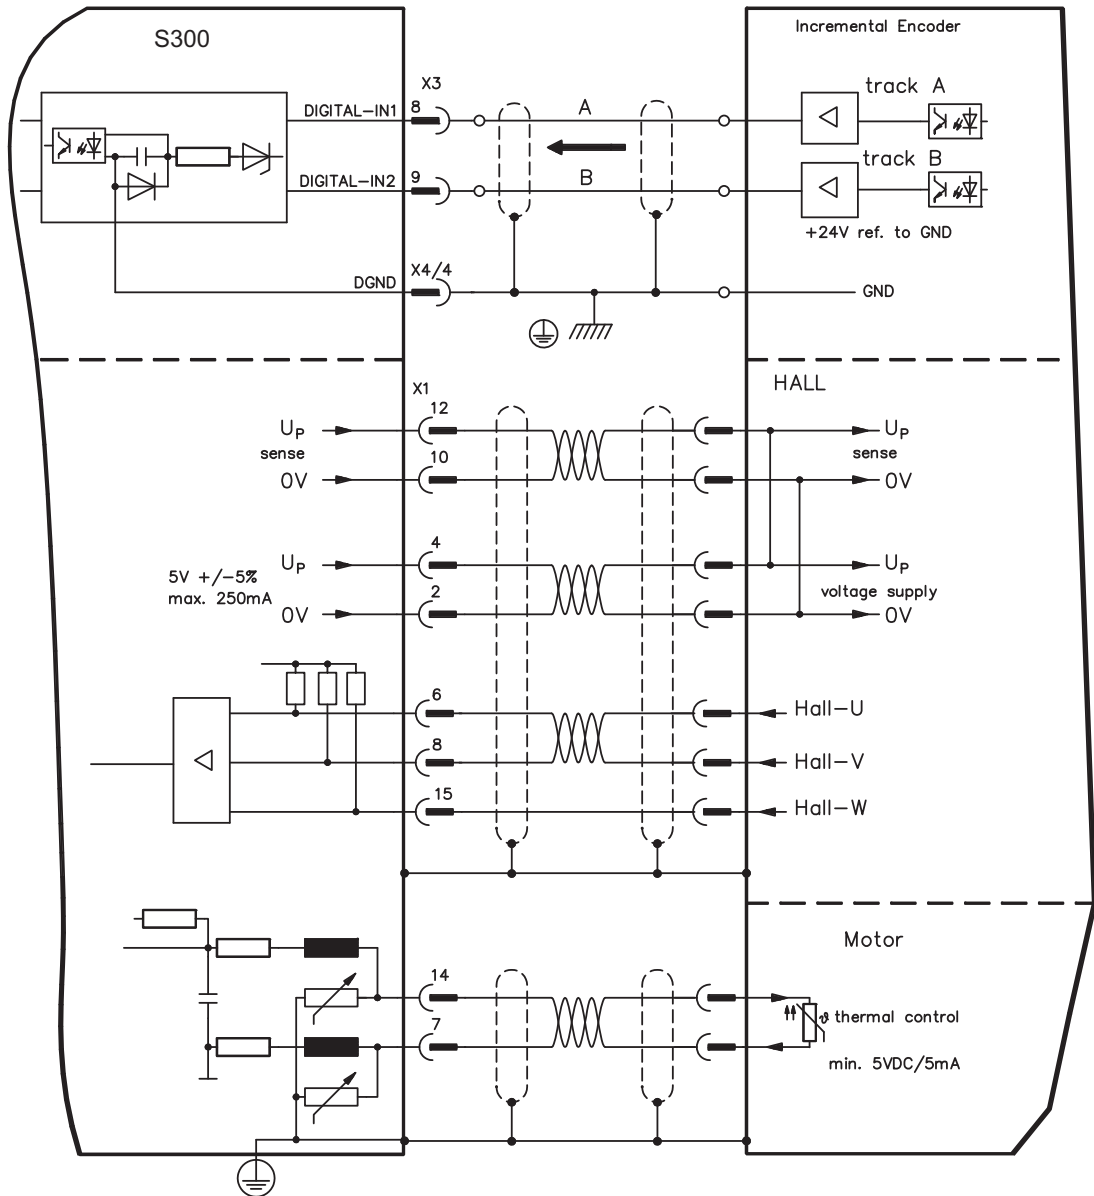 S300
Incremental Encoder
X3
track A
DIGITAL-IN1
8
A
track B
DIGITAL-IN2
9
B
+24V ref. to GND
DGND
X4/4
GND
HALL
X1
12
UP
UP
sense
sense
10
0V
0V
4
UP
UP
5V +/-5%
max. 250mA
voltage supply
2
0V
0V
6
Hall-U
8
Hall-V
15
Hall-W
Motor
14
ϑ thermal control
7
min. 5VDC/5mA